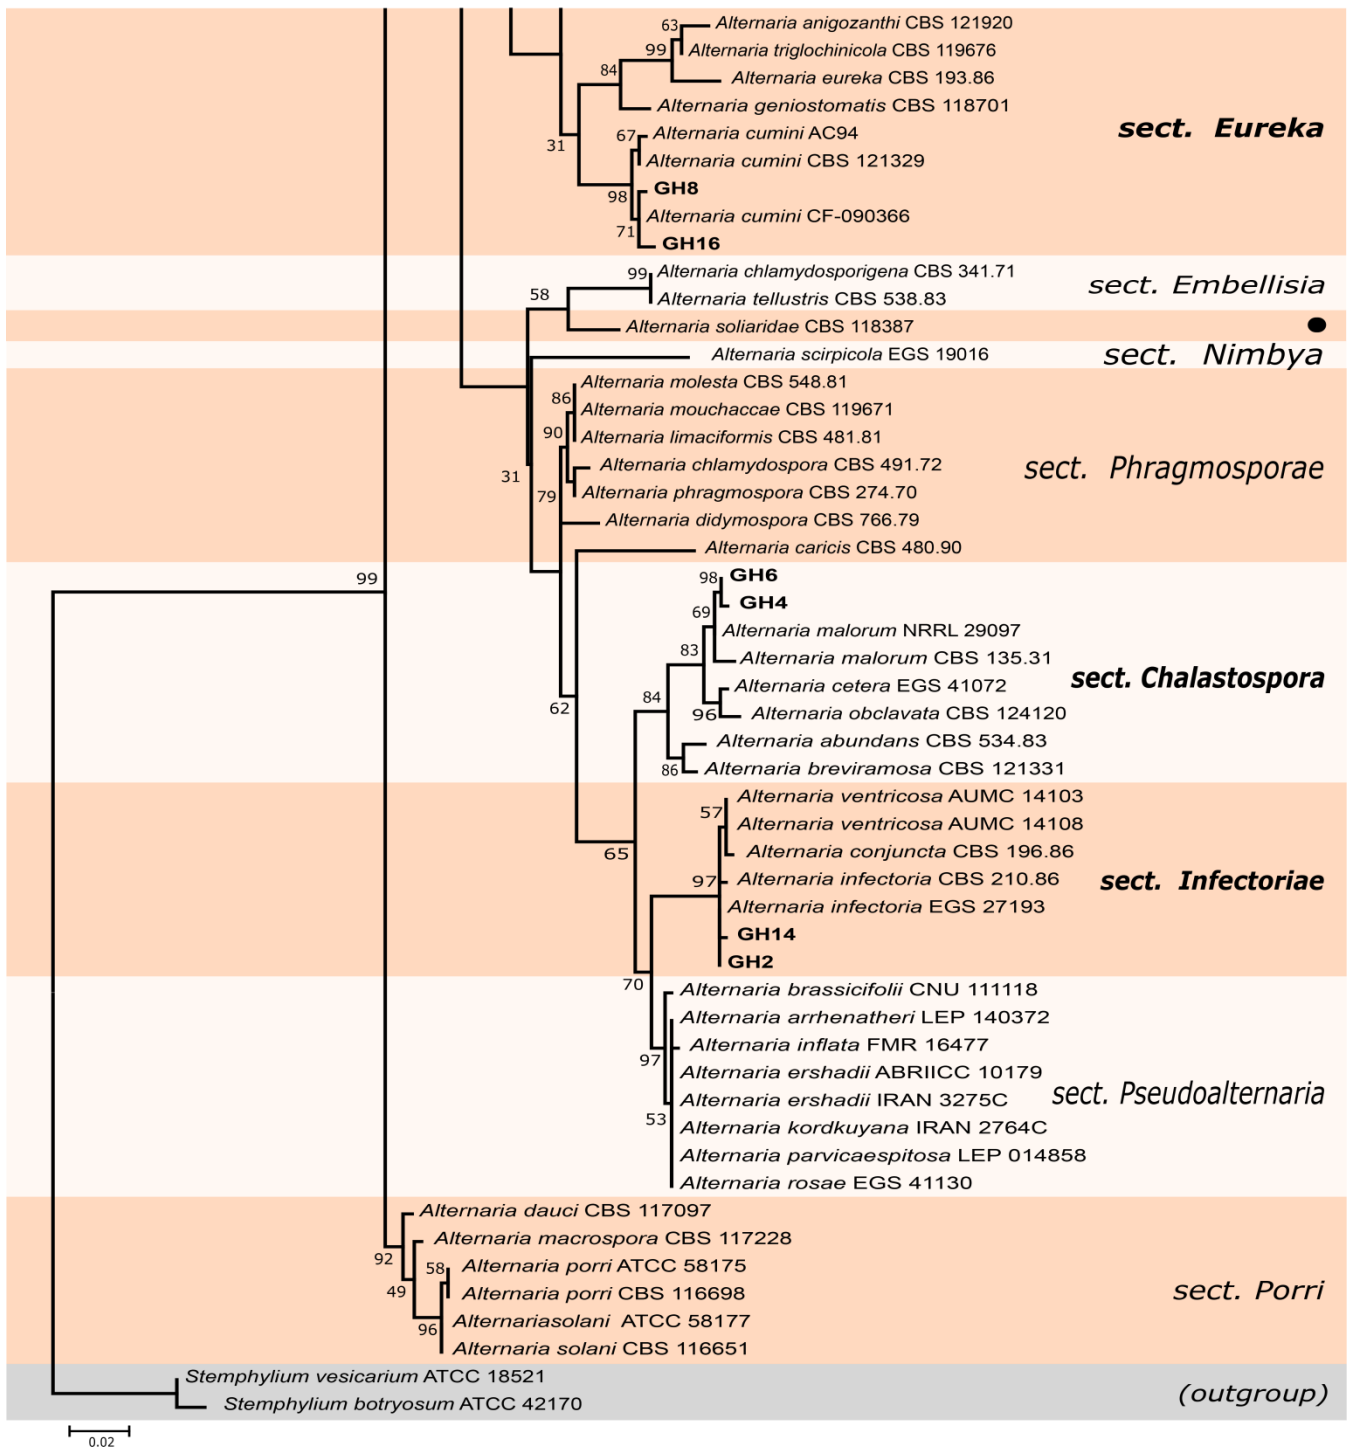 63 Alternaria anigozanthi CBS 121920
99 Alternaria triglochinicola CBS 119676
84 Alternaria eureka CBS 193.86
Alternaria geniostomatis CBS 118701
sect. Eureka
31 67 Alternaria cumini AC94
Alternaria cumini CBS 121329
98 GH8
Alternaria cumini CF-090366
71 GH16
99 Alternaria chlamydosporigena CBS 341.71
sect. Embellisia
58 Alternaria tellustris CBS 538.83
Alternaria soliaridae CBS 118387
Alternaria scirpicola EGS 19016
sect. Nimbya
Alternaria molesta CBS 548.81
86 Alternaria mouchaccae CBS 119671
90 Alternaria limaciformis CBS 481.81
31 Alternaria chlamydospora CBS 491.72
sect. Phragmosporae
79 Alternaria phragmospora CBS 274.70
Alternaria didymospora CBS 766.79
Alternaria caricis CBS 480.90
99 98 GH6
GH4
69 Alternaria malorum NRRL 29097
83 Alternaria malorum CBS 135.31
sect. Chalastospora
84 Alternaria cetera EGS 41072
62 96 Alternaria obclavata CBS 124120
Alternaria abundans CBS 534.83
86 Alternaria breviramosa CBS 121331
Alternaria ventricosa AUMC 14103
57 Alternaria ventricosa AUMC 14108
65 Alternaria conjuncta CBS 196.86
97 Alternaria infectoria CBS 210.86
sect. Infectoriae
Alternaria infectoria EGS 27193
GH14
GH2
70 Alternaria brassicifolii CNU 111118
Alternaria arrhenatheri LEP 140372
Alternaria inflata FMR 16477
97 Alternaria ershadii ABRIICC 10179
Alternaria ershadii IRAN 3275C
sect. Pseudoalternaria
53 Alternaria kordkuyana IRAN 2764C
Alternaria parvicaespitosa LEP 014858
Alternaria rosae EGS 41130
Alternaria dauci CBS 117097
92 Alternaria macrospora CBS 117228
58 Alternaria porri ATCC 58175
49 Alternaria porri CBS 116698
sect. Porri
96 Alternariasolani ATCC 58177
Alternaria solani CBS 116651
Stemphylium vesicarium ATCC 18521
(outgroup)
Stemphylium botryosum ATCC 42170
0.02